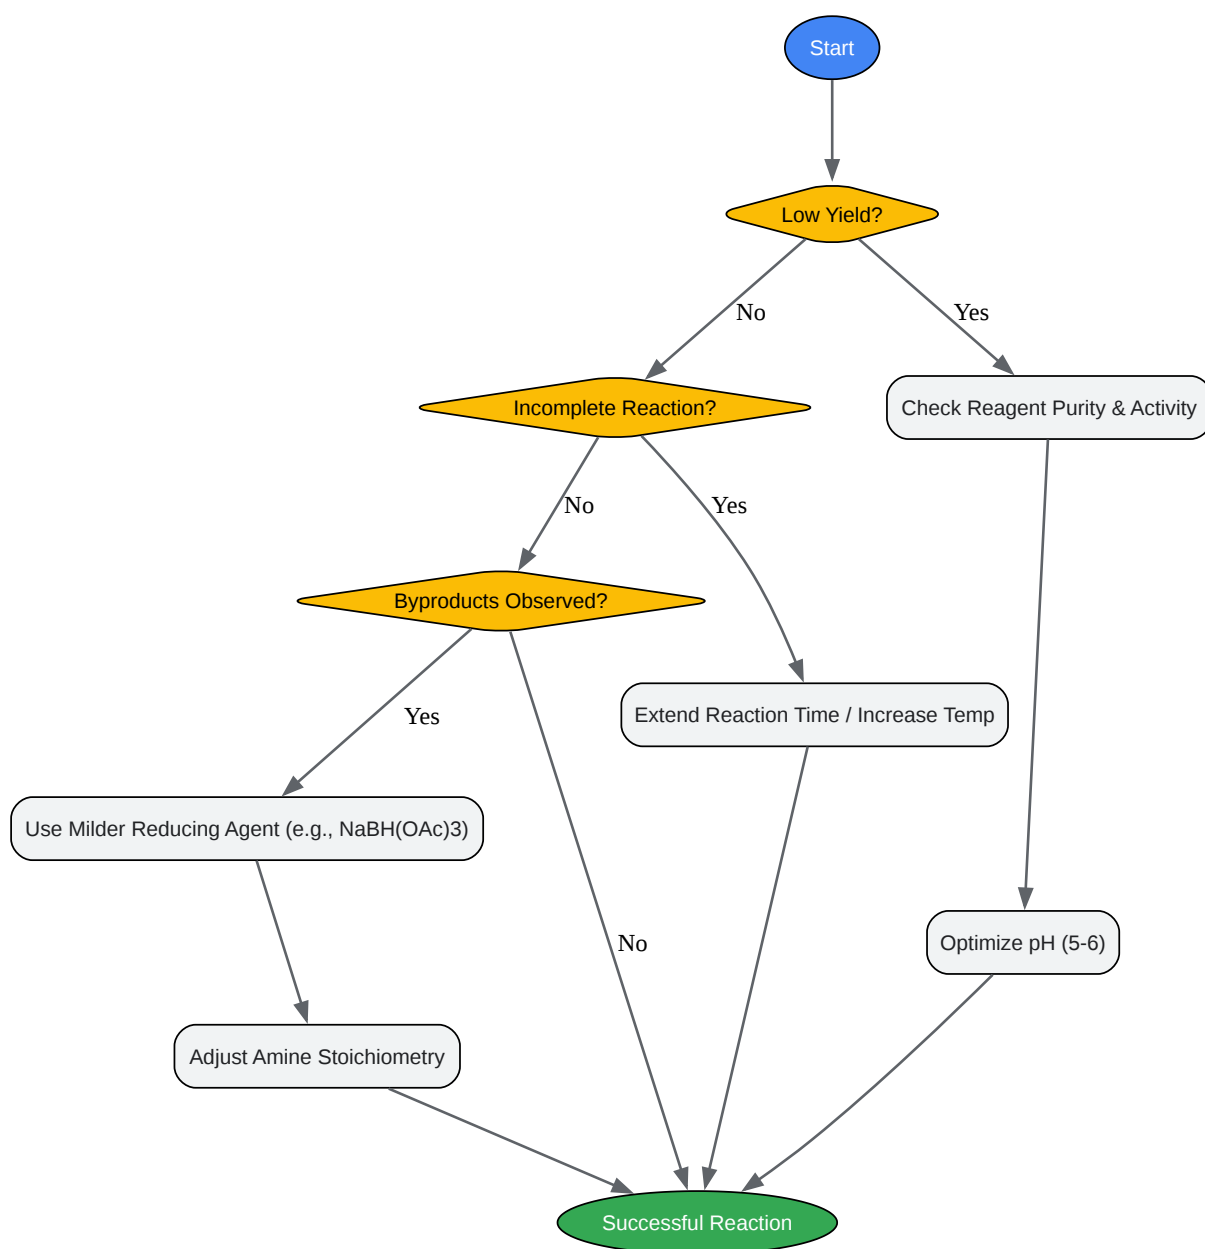 Start
Low Yield?
No
Yes
Incomplete Reaction?
Check Reagent Purity & Activity
No
Yes
Byproducts Observed?
Yes
Extend Reaction Time / Increase Temp
Use Milder Reducing Agent (e.g., NaBH(OAc)3)
No
Optimize pH (5-6)
Adjust Amine Stoichiometry
Successful Reaction